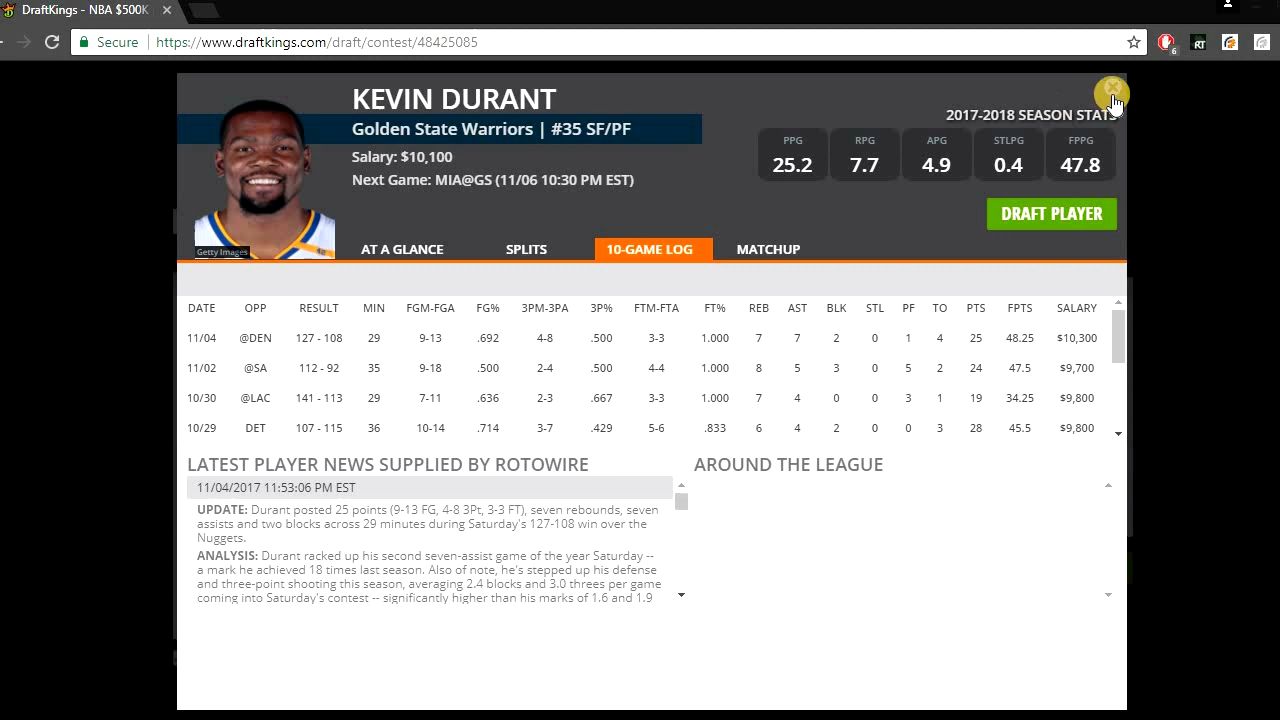 DraftKings - NBA $500K
Secure
https://www.draftkings.com/draft/contest/48425085
6
RT
KEVIN DURANT
Golden State Warriors | #35 SF/PF
Salary: $10,100
Next Game: MIA@GS (11/06 10:30 PM EST)
Getty Images
2017-2018 SEASON STATS
PPG RPG APG STLPG FPPG
25.2 7.7 4.9 0.4 47.8
DRAFT PLAYER
AT A GLANCE SPLITS 10-GAME LOG MATCHUP
DATE OPP RESULT MIN FGM-FGA FG% 3PM-3PA 3P% FTM-FTA FT% REB AST BLK STL PF TO PTS FPTS SALARY
11/04 @DEN 127 - 108 29 9-13 .692 4-8 .500 3-3 1.000 7 7 2 0 1 4 25 48.25 $10,300
11/02 @SA 112 - 92 35 9-18 .500 2-4 .500 4-4 1.000 8 5 3 0 5 2 24 47.5 $9,700
10/30 @LAC 141 - 113 29 7-11 .636 2-3 .667 3-3 1.000 7 4 0 0 3 1 19 34.25 $9,800
10/29 DET 107 - 115 36 10-14 .714 3-7 .429 5-6 .833 6 4 2 0 0 3 28 45.5 $9,800
LATEST PLAYER NEWS SUPPLIED BY ROTOWIRE
11/04/2017 11:53:06 PM EST
UPDATE: Durant posted 25 points (9-13 FG, 4-8 3Pt, 3-3 FT), seven rebounds, seven
assists and two blocks across 29 minutes during Saturday's 127-108 win over the
Nuggets.
ANALYSIS: Durant racked up his second seven-assist game of the year Saturday --
a mark he achieved 18 times last season. Also of note, he's stepped up his defense
and three-point shooting this season, averaging 2.4 blocks and 3.0 threes per game
coming into Saturday's contest -- significantly higher than his marks of 1.6 and 1.9
AROUND THE LEAGUE